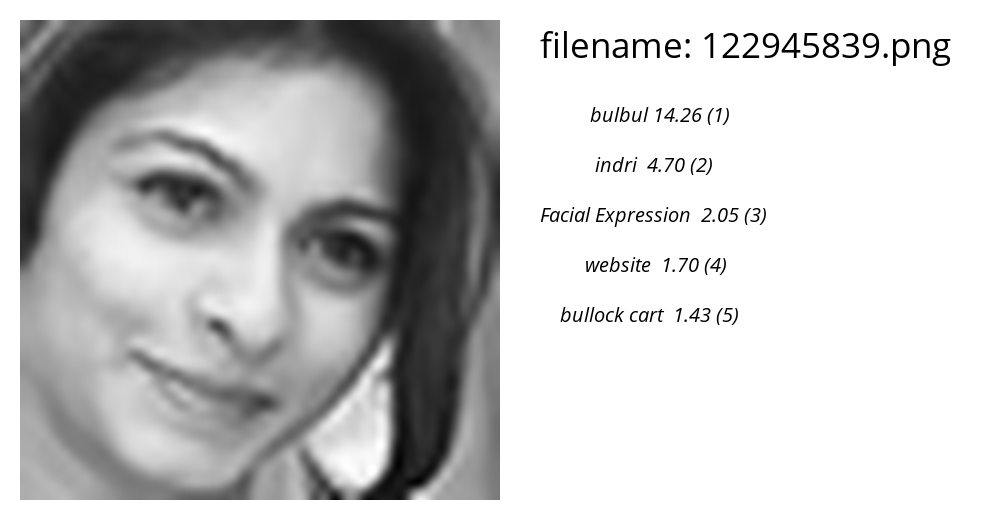 filename: 122945839.png
bulbul 14.26 (1)
indri 4.70 (2)
Facial Expression 2.05 (3)
website 1.70 (4)
bullock cart 1.43 (5)